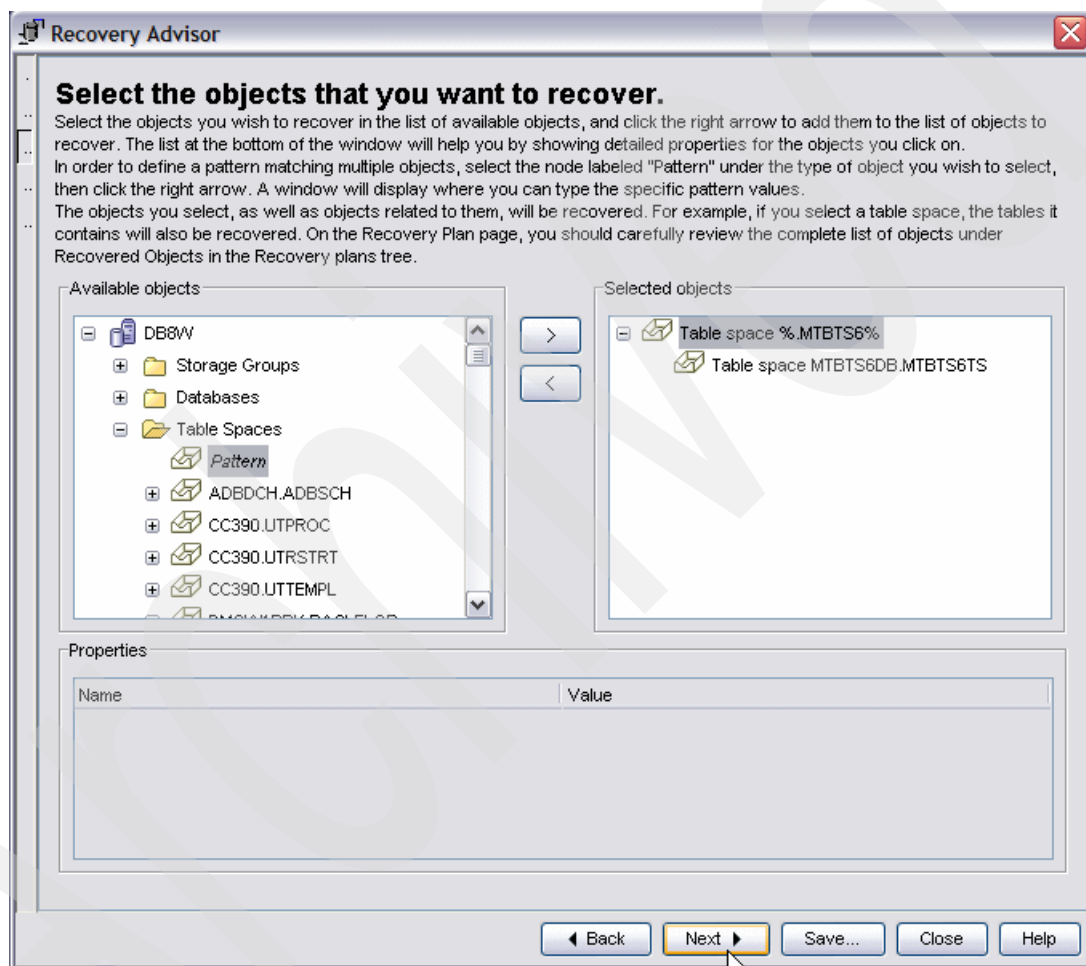 Recovery Advisor
Select the objects that you want to recover.
Select the objects you wish to recover in the list of available objects, and click the right arrow to add them to the list of objects to
recover. The list at the bottom of the window will help you by showing detailed properties for the objects you click on.
In order to define a pattern matching multiple objects, select the node labeled "Pattern" under the type of object you wish to select,
then click the right arrow. A window will display where you can type the specific pattern values.
The objects you select, as well as objects related to them, will be recovered. For example, if you select a table space, the tables it
contains will also be recovered. On the Recovery Plan page, you should carefully review the complete list of objects under
Recovered Objects in the Recovery plans tree.
Available objects
DB8W
Storage Groups
Databases
Table Spaces
Pattern
ADBDCH.ADBSCH
CC390.UTPROC
CC390.UTRSTRT
CC390.UTTEMPL
>
<
Selected objects
Table space %.MTBTS6%
Table space MTBTS6DB.MTBTS6TS
Properties
Name Value
Back Next Save... Close Help